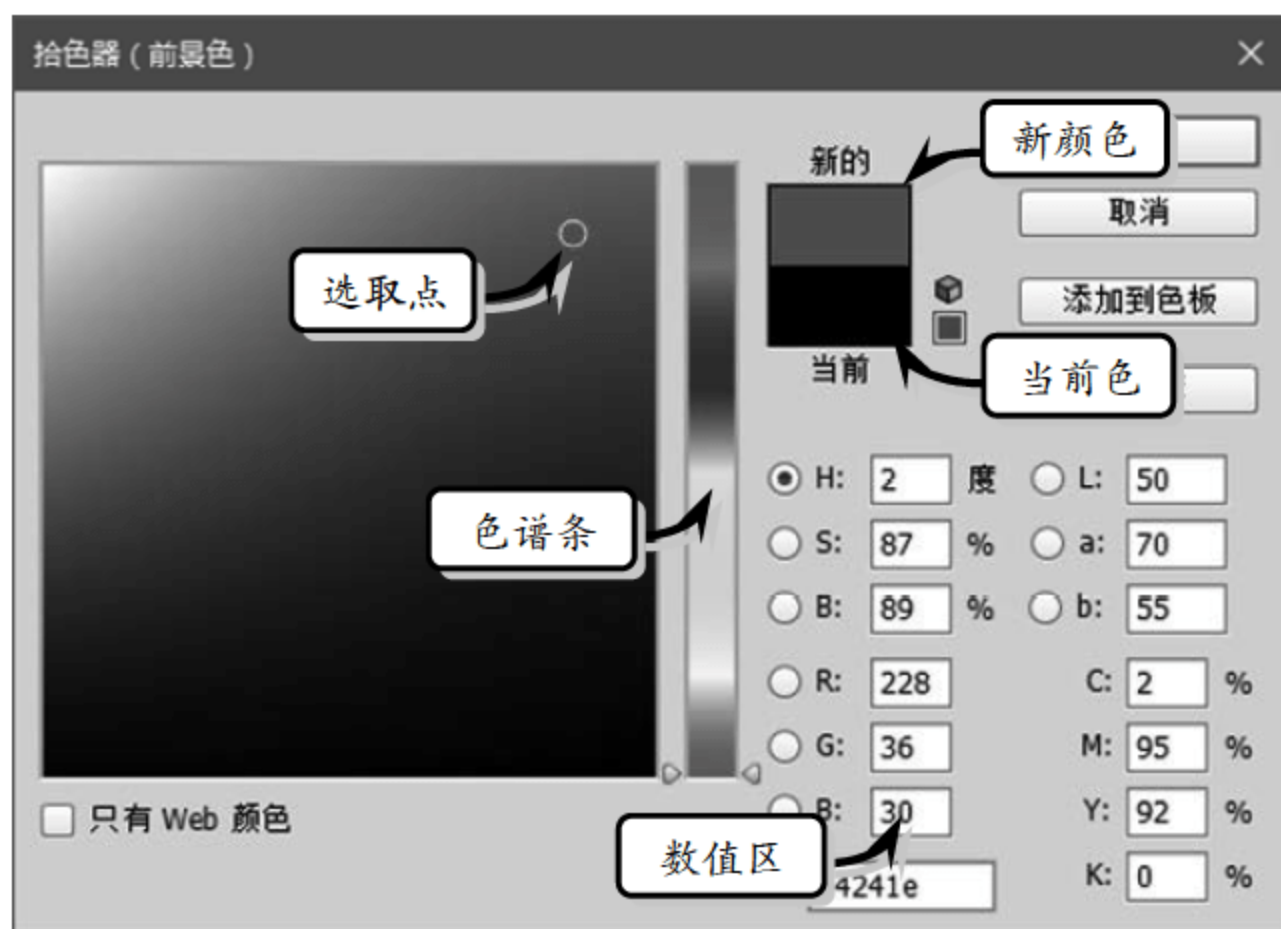 拾色器（前景色）
新颜色
新的
取消
选取点
添加到色板
当前
当前色
H: 2 度
L: 50
色谱条
S: 87 %
a: 70
B: 89 %
b: 55
R: 228
C: 2 %
G: 36
M: 95 %
只有 Web 颜色
B: 30
Y: 92 %
数值区
4241e
K: 0 %